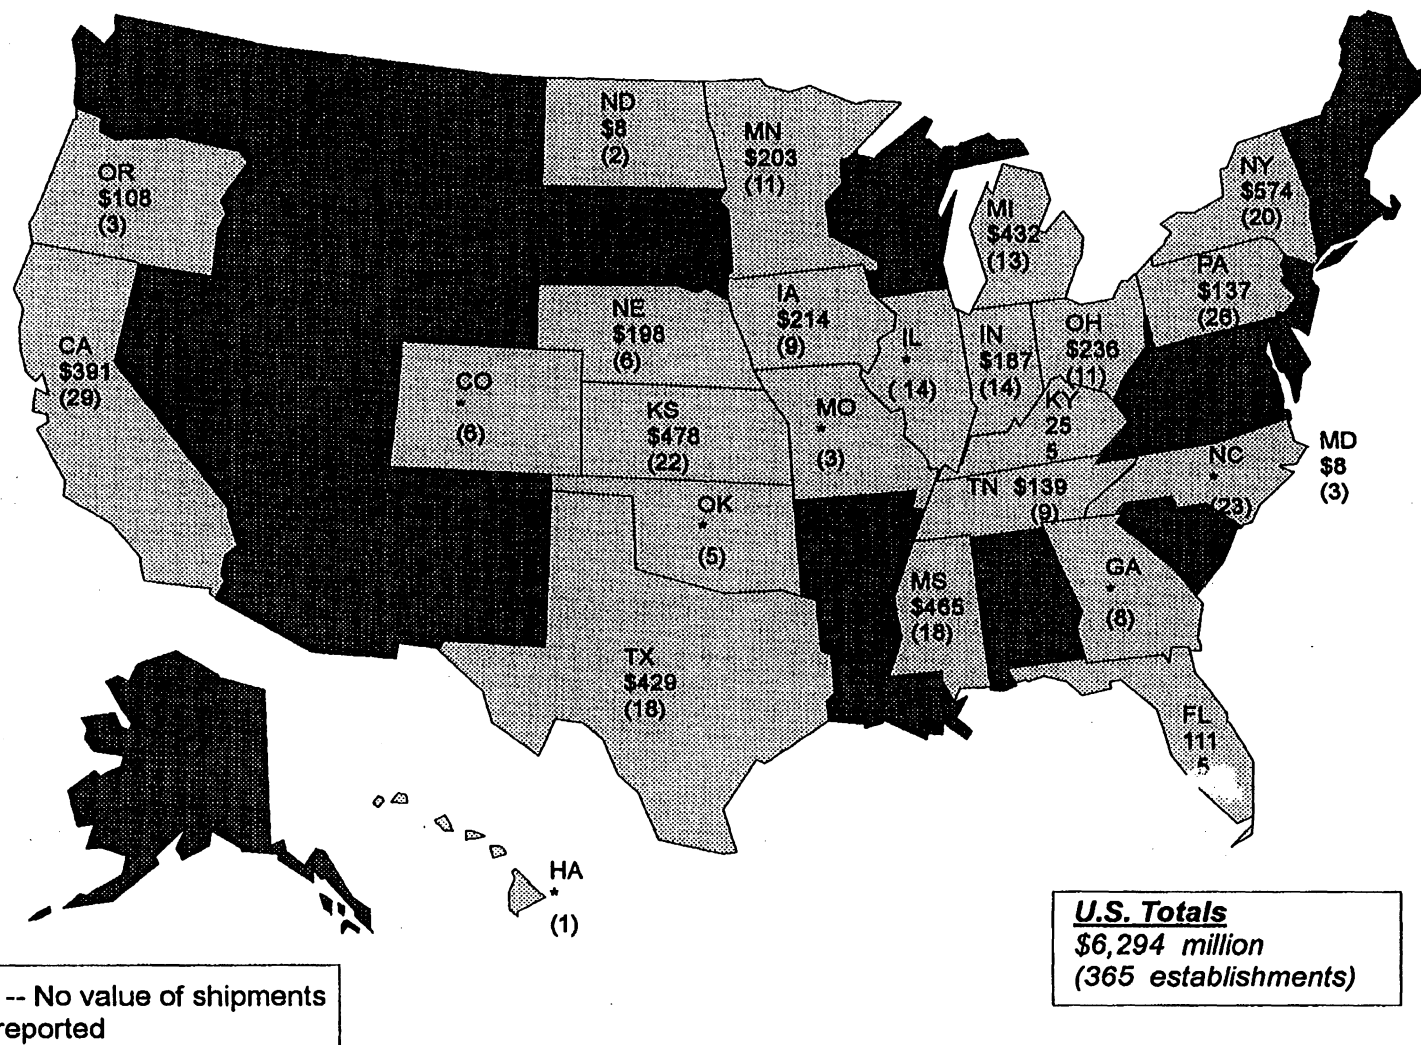 ND
$8
(2)
MN
$203
(11)
OR
$108
(3)
NY
$574
(20)
MI
$432
(13)
PA
$137
(26)
IA
$214
(9)
NE
$198
(6)
IL
*
( 14)
IN
$187
(14)
OH
$236
(11)
CA
$391
(29)
CO
*
(6)
KS
$478
(22)
MO
*
(3)
KY
25
5
MD
$8
(3)
NC
*
(23)
TN $139
(9)
OK
*
(5)
MS
$465
(18)
GA
*
(8)
TX
$429
(18)
FL
111
5
HA
*
(1)
U.S. Totals
$6,294 million
(365 establishments)
-- No value of shipments
reported